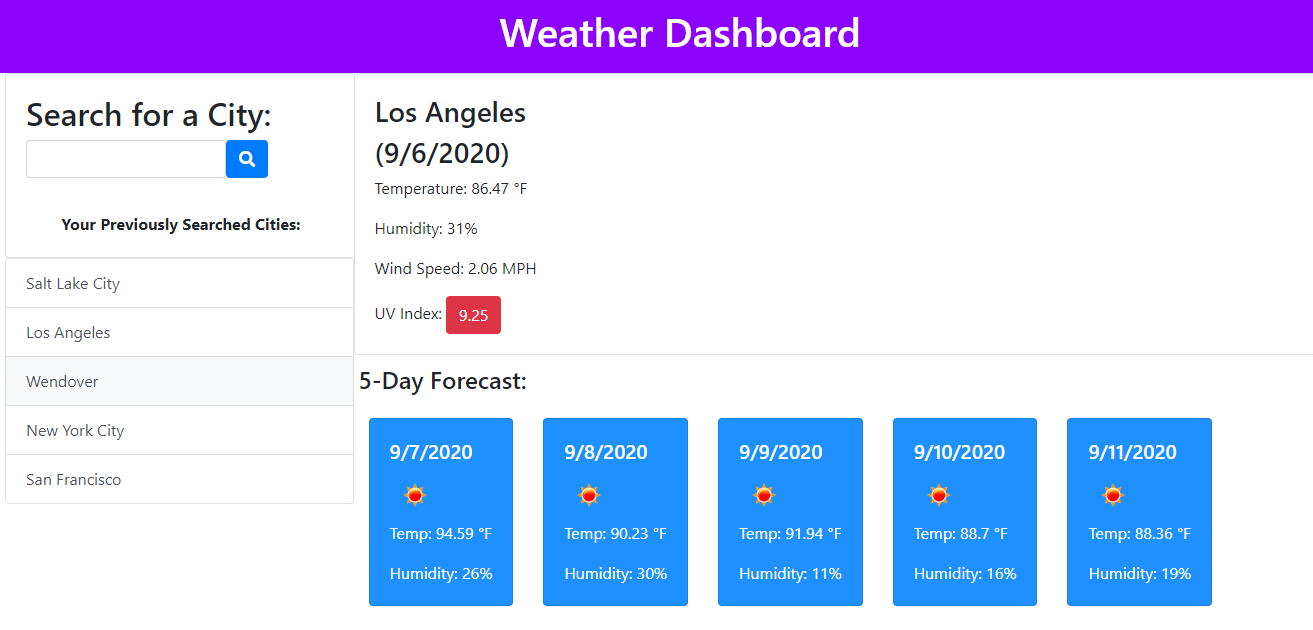 Weather Dashboard
Search for a City:
Your Previously Searched Cities:
Salt Lake City
Los Angeles
Wendover
New York City
San Francisco
Los Angeles
(9/6/2020)
Temperature: 86.47 °F
Humidity: 31%
Wind Speed: 2.06 MPH
UV Index: 9.25
5-Day Forecast:
9/7/2020
Temp: 94.59 °F
Humidity: 26%
9/8/2020
Temp: 90.23 °F
Humidity: 30%
9/9/2020
Temp: 91.94 °F
Humidity: 11%
9/10/2020
Temp: 88.7 °F
Humidity: 16%
9/11/2020
Temp: 88.36 °F
Humidity: 19%